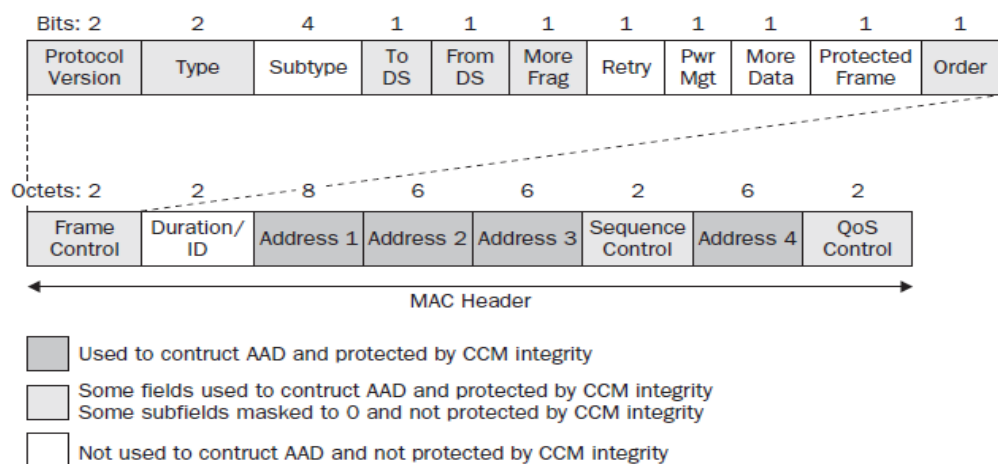 Bits: 2 2 4 1 1 1 1 1 1 1 1
Protocol Version Type Subtype To DS From DS More Frag Retry Pwr Mgt More Data Protected Frame Order
Octets: 2 2 8 6 6 2 6 2
Frame Control Duration/ ID Address 1 Address 2 Address 3 Sequence Control Address 4 QoS Control
MAC Header
Used to contruct AAD and protected by CCM integrity
Some fields used to contruct AAD and protected by CCM integrity
Some subfields masked to 0 and not protected by CCM integrity
Not used to contruct AAD and not protected by CCM integrity